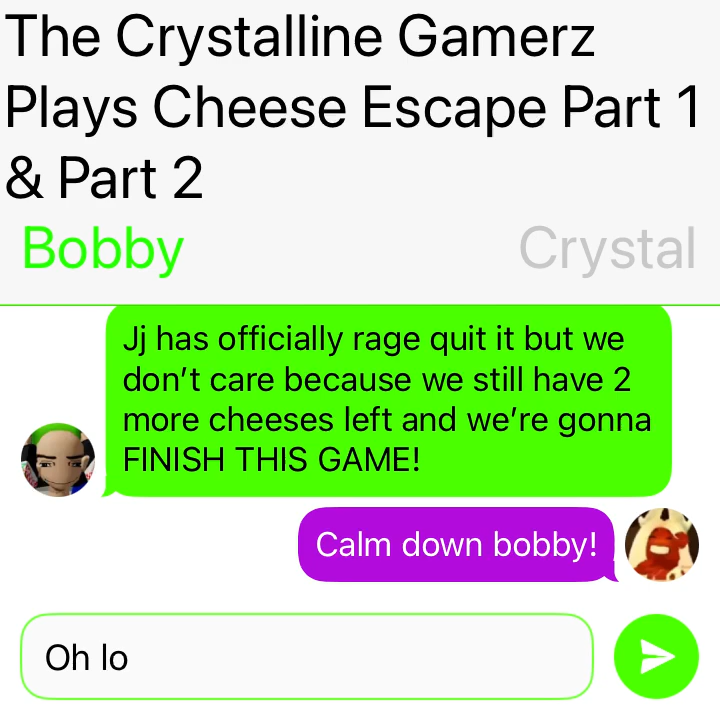 The Crystalline Gamerz
Plays Cheese Escape Part 1
& Part 2
Bobby
Crystal
Jj has officially rage quit it but we
don’t care because we still have 2
more cheeses left and we’re gonna
FINISH THIS GAME!
Calm down bobby!
Oh lo